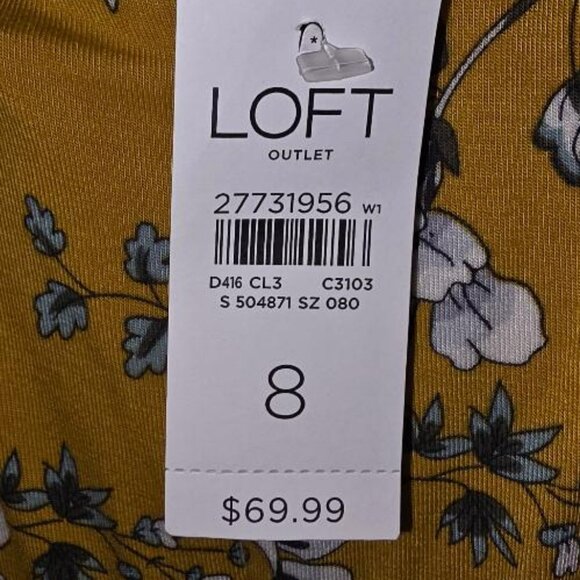 LOFT
OUTLET
27731956 W1
D416 CL3 C3103
S 504871 SZ 080
8
$69.99